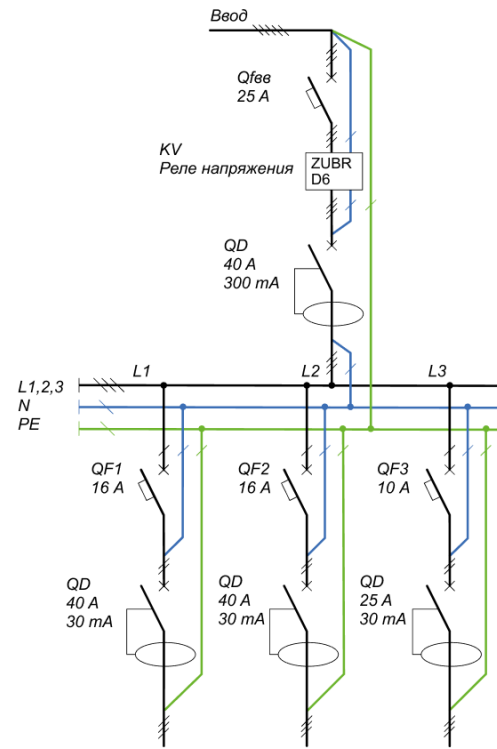 Ввод
Qfвв
25 A
KV
Реле напряжения
ZUBR
D6
QD
40 A
300 mA
L1
L2
L3
L1,2,3
N
PE
QF1
16 A
QF2
16 A
QF3
10 A
QD
40 A
30 mA
QD
40 A
30 mA
QD
25 A
30 mA